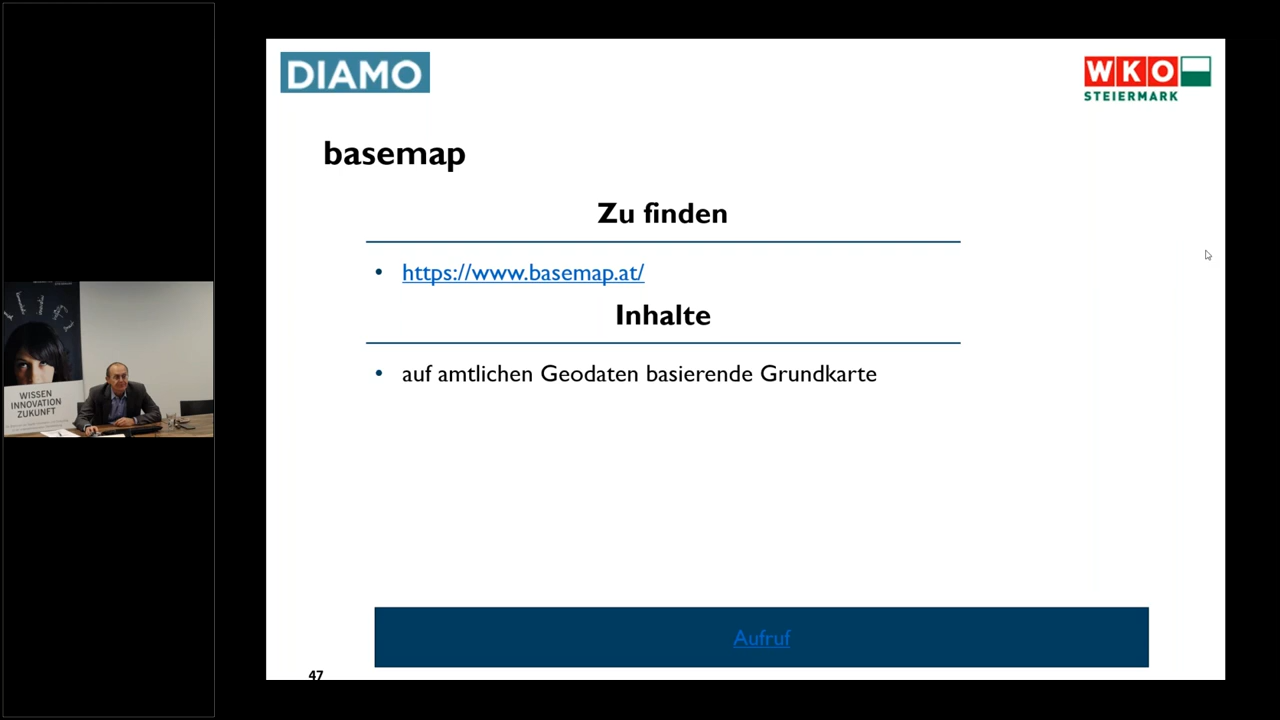 DIAMO
WKO
STEIERMARK
basemap
Zu finden
• https://www.basemap.at/
Inhalte
• auf amtlichen Geodaten basierende Grundkarte
Aufruf
47
WISSEN
INNOVATION
ZUKUNFT